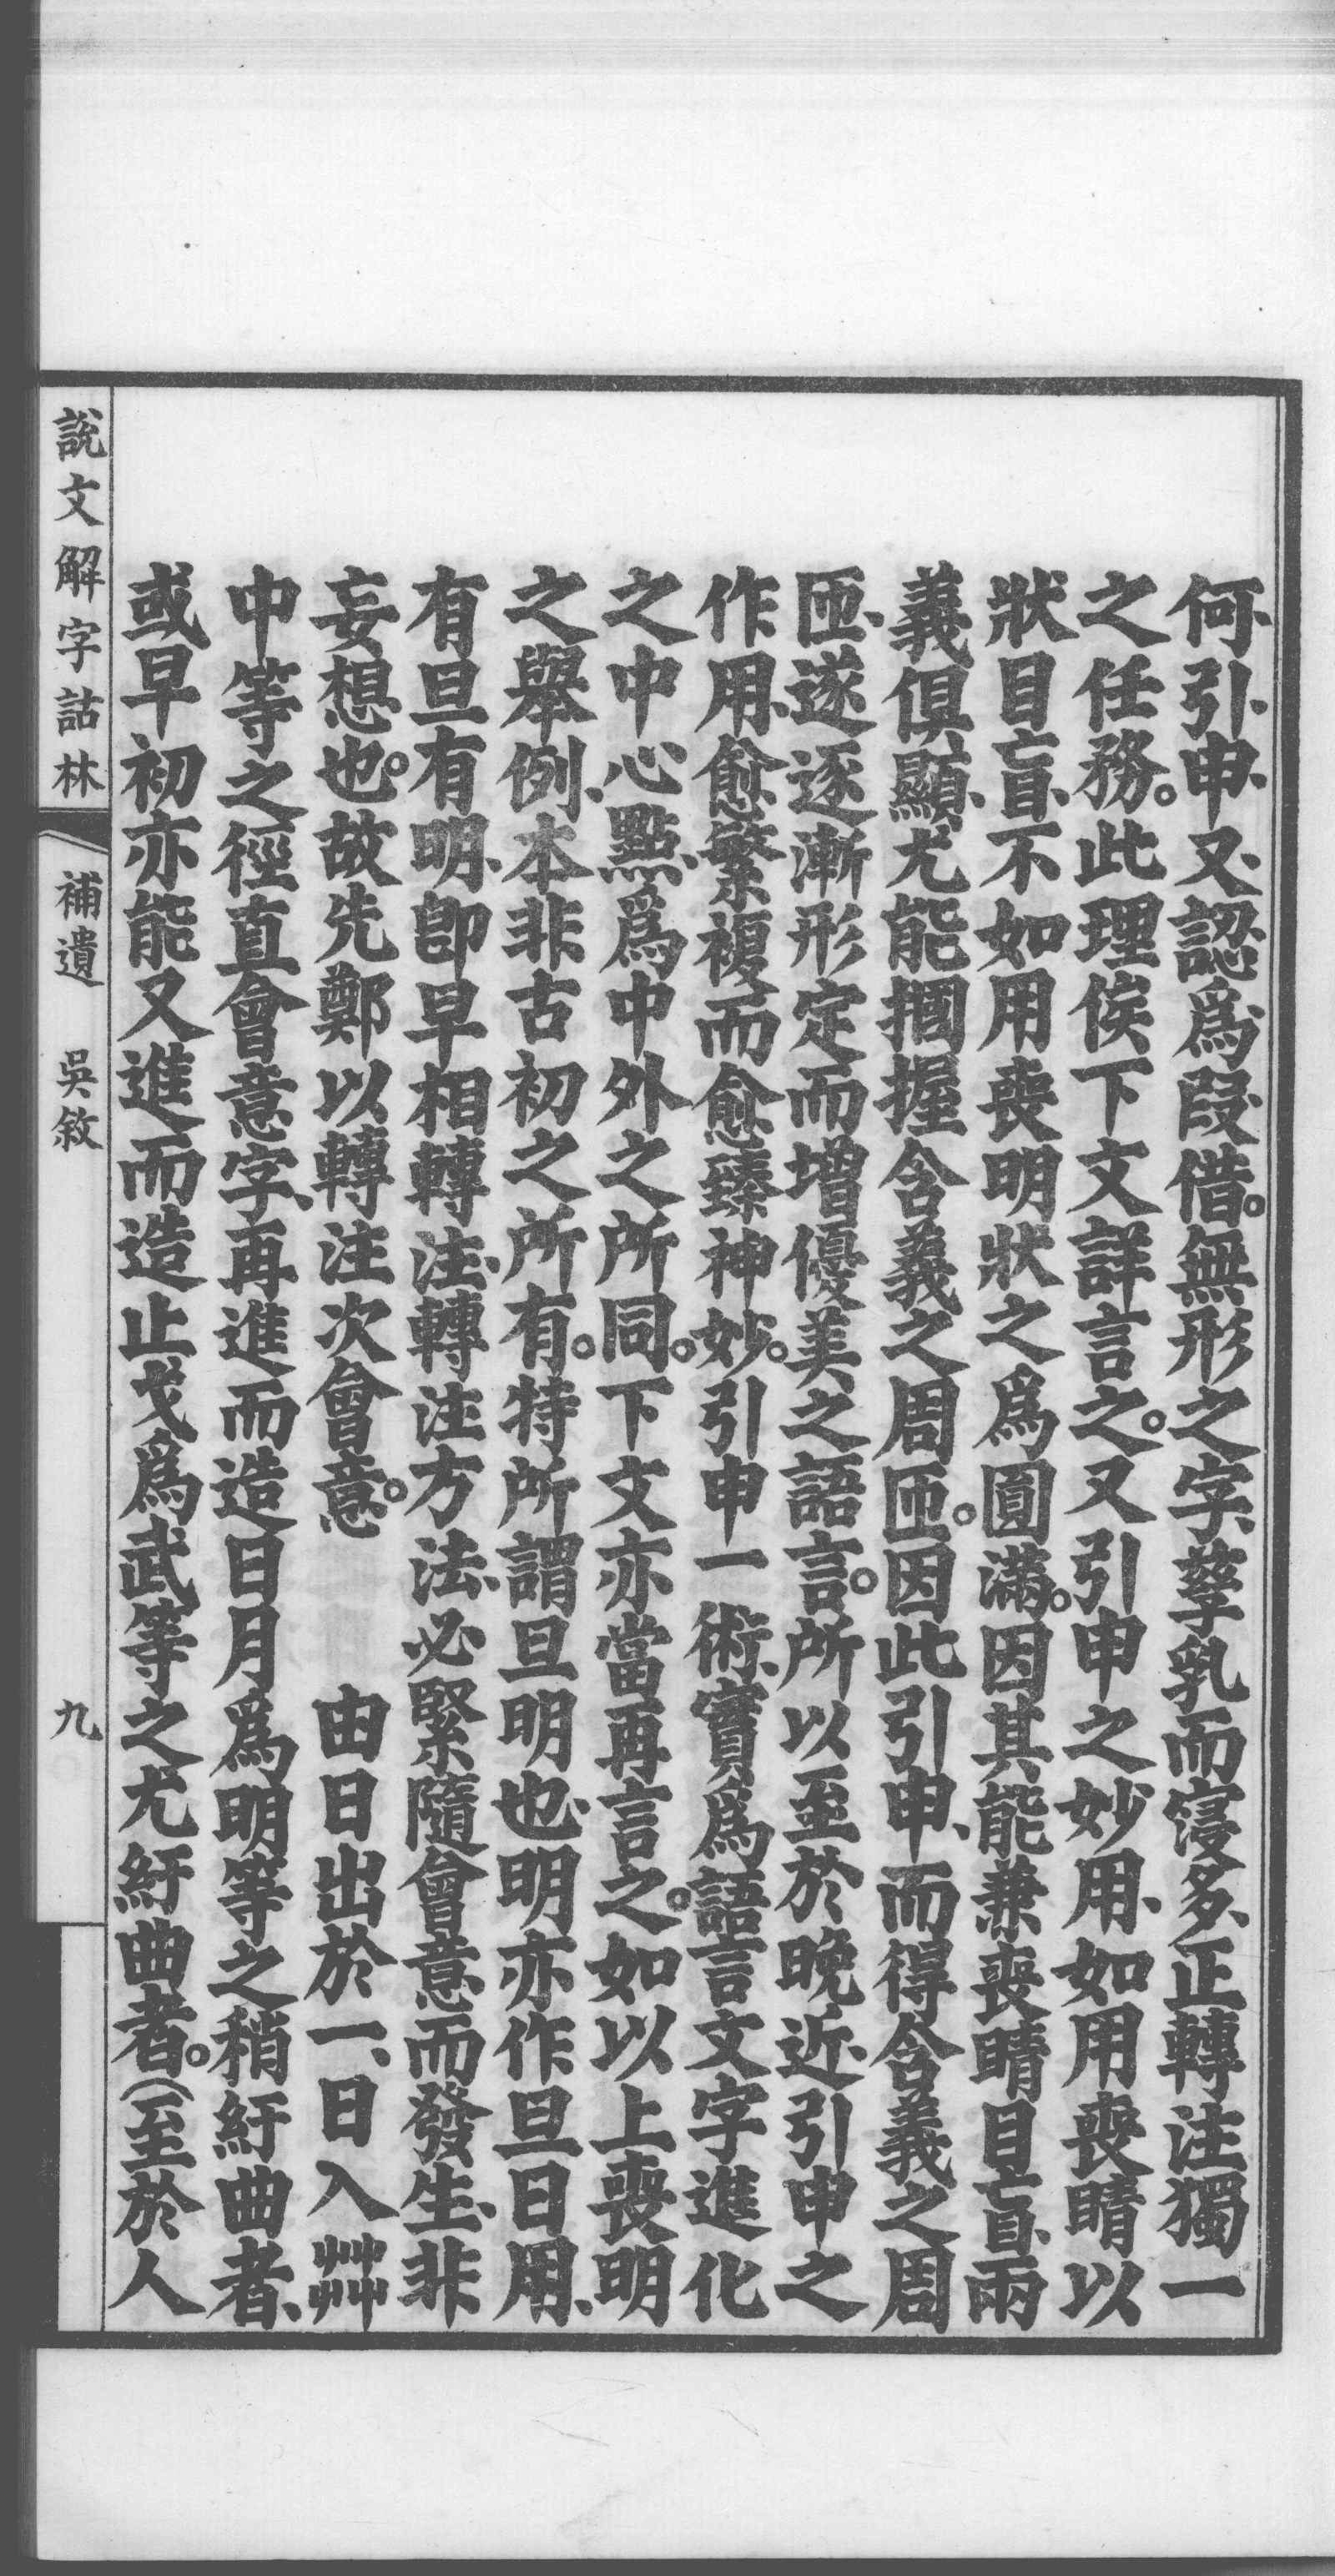 何、引、申、又、認爲叚借。無形之字、孳乳而寖多、正轉注獨一
之任務。此理俟下文詳言之。又引申之妙用、如用喪睛以
狀目盲、不如用喪明狀之爲圓滿。因其能兼喪睛目盲、兩
義俱顯、尤能摑握含義之周匝。因此引申、而得含義之周
匝、遂逐漸形定而增優美之語言。所以至於晚近、引申之
作用、愈繁複而愈臻神妙。引申一術、實爲語言文字進化
之中心點、爲中外之所同。下文亦當再言之。如以上喪明
之舉例、本非古初之所有。特所謂旦明也、明亦作旦日用、
有旦有明、卽早相轉注、轉注方法、必緊隨會意而發生、非
妄想也。故先鄭以轉注次會意。　由日出於一、日入茻
中等之徑直會意字、再進而造日月爲明等之稍紆曲者、
或早初亦能又進而造止戈爲武等之尤紆曲者。（至於人
說文解字詁林
補遺　吳敘
九